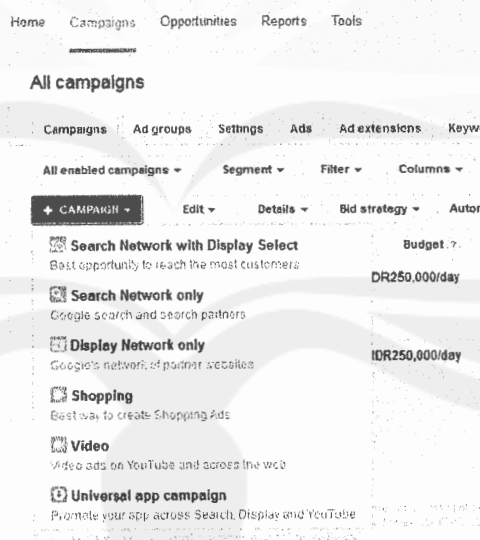 Home Campaigns Opportunities Reports Tools
All campaigns
Campaigns Ad groups Settings Ads Ad extensions Keyw
All enabled campaigns Segment Filter Columns
+ CAMPAIGN Edit Details Bid strategy Autor
Search Network with Display Select Budget ?
Best opportunity to reach the most customers
DR250,000/day
Search Network only
Google search and search partners
Display Network only
IDR250,000/day
Google's network of partner websites
Shopping
Best way to create Shopping Ads
Video
Video ads on YouTube and across the web
Universal app campaign
Promote your app across Search, Display and YouTube